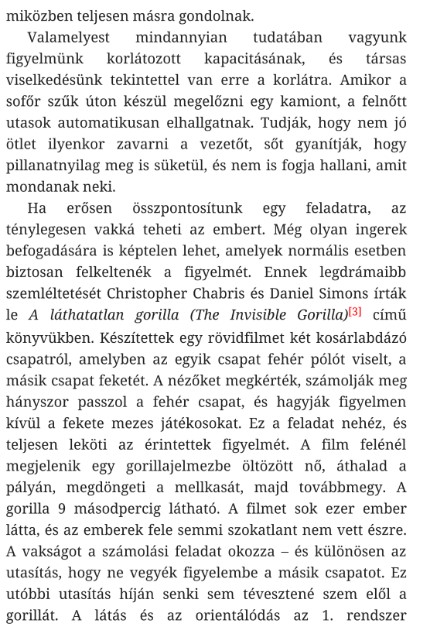 miközben teljesen másra gondolnak.
Valamelyest mindannyian tudatában vagyunk
figyelmünk korlátozott kapacitásának, és társas
viselkedésünk tekintettel van erre a korlátra. Amikor a
sofőr szűk úton készül megelőzni egy kamiont, a felnőtt
utasok automatikusan elhallgatnak. Tudják, hogy nem jó
ötlet ilyenkor zavarni a vezetőt, sőt gyanítják, hogy
pillanatnyilag meg is süketül, és nem is fogja hallani, amit
mondanak neki.
Ha erősen összpontosítunk egy feladatra, az
ténylegesen vakká teheti az embert. Még olyan ingerek
befogadására is képtelen lehet, amelyek normális esetben
biztosan felkeltenék a figyelmét. Ennek legdrámaibb
szemléltetését Christopher Chabris és Daniel Simons írták
le A láthatatlan gorilla (The Invisible Gorilla)[3] című
könyvükben. Készítettek egy rövidfilmet két kosárlabdázó
csapatról, amelyben az egyik csapat fehér pólót viselt, a
másik csapat feketét. A nézőket megkérték, számolják meg
hányszor passzol a fehér csapat, és hagyják figyelmen
kívül a fekete mezes játékosokat. Ez a feladat nehéz, és
teljesen leköti az érintettek figyelmét. A film felénél
megjelenik egy gorillajelmezbe öltözött nő, áthalad a
pályán, megdöngeti a mellkasát, majd továbbmegy. A
gorilla 9 másodpercig látható. A filmet sok ezer ember
látta, és az emberek fele semmi szokatlant nem vett észre.
A vakságot a számolási feladat okozza – és különösen az
utasítás, hogy ne vegyék figyelembe a másik csapatot. Ez
utóbbi utasítás híján senki sem tévesztené szem elől a
gorillát. A látás és az orientálódás az 1. rendszer